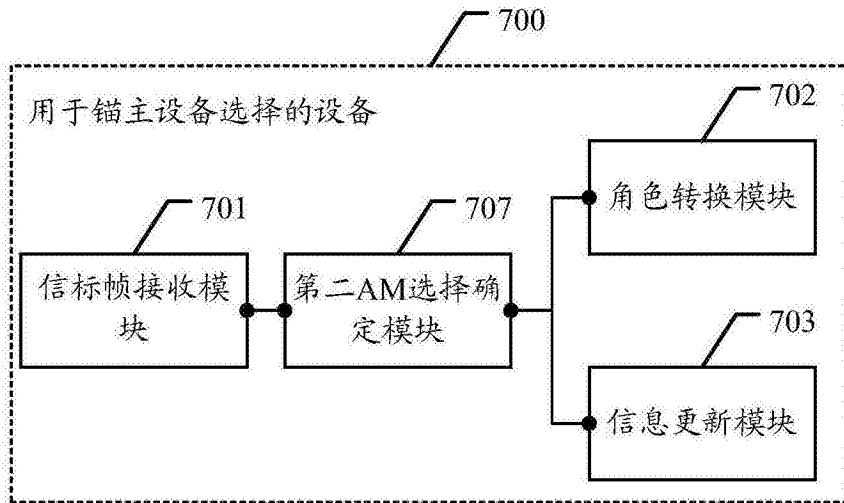 700
用于锚主设备选择的设备
702
角色转换模块
701
信标帧接收模
块
707
第二AM选择确
定模块
703
信息更新模块